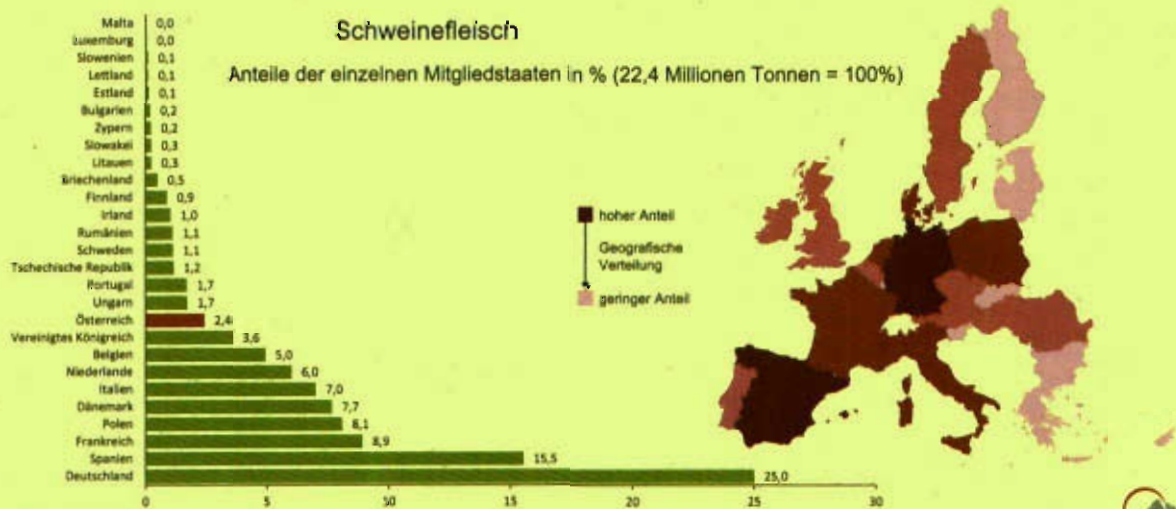 Schweinefleisch
Anteile der einzelnen Mitgliedstaaten in % (22,4 Millionen Tonnen = 100%)
Malta 0,0
Luxemburg 0,0
Slowenien 0,1
Lettland 0,1
Estland 0,1
Bulgarien 0,2
Zypern 0,2
Slowakei 0,3
Litauen 0,3
Griechenland 0,5
Finnland 0,9
Irland 1,0
Rumänien 1,1
Schweden 1,1
Tschechische Republik 1,2
Portugal 1,7
Ungarn 1,7
Österreich 2,4
Vereinigtes Königreich 3,6
Belgien 5,0
Niederlande 6,0
Italien 7,0
Dänemark 7,7
Polen 8,1
Frankreich 8,9
Spanien 15,5
Deutschland 25,0
0 5 10 15 20 25 30
hoher Anteil
Geografische
Verteilung
geringer Anteil